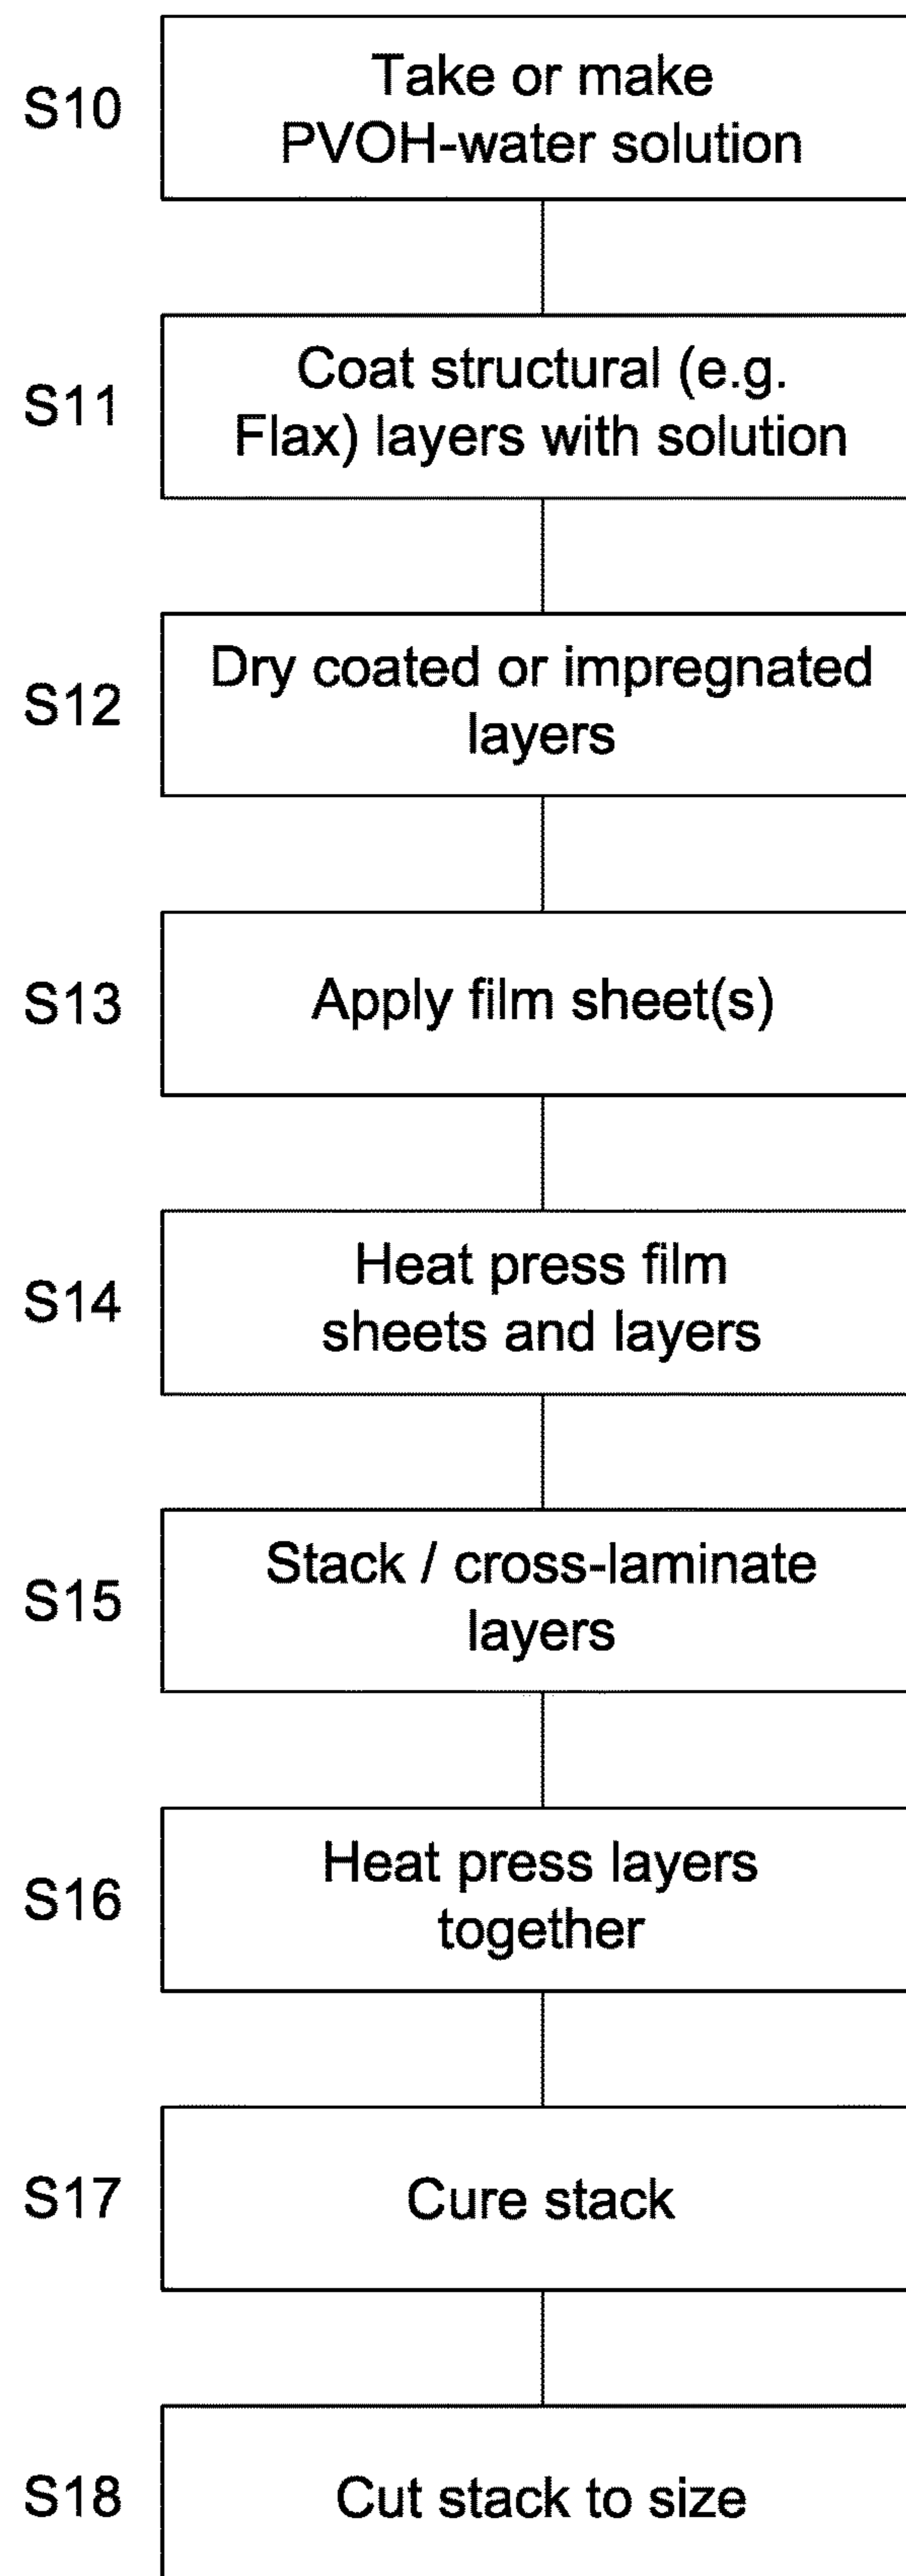 S10
Take or make
PVOH-water solution
S11
Coat structural (e.g.
Flax) layers with solution
S12
Dry coated or impregnated
layers
S13
Apply film sheet(s)
S14
Heat press film
sheets and layers
S15
Stack / cross-laminate
layers
S16
Heat press layers
together
S17
Cure stack
S18
Cut stack to size